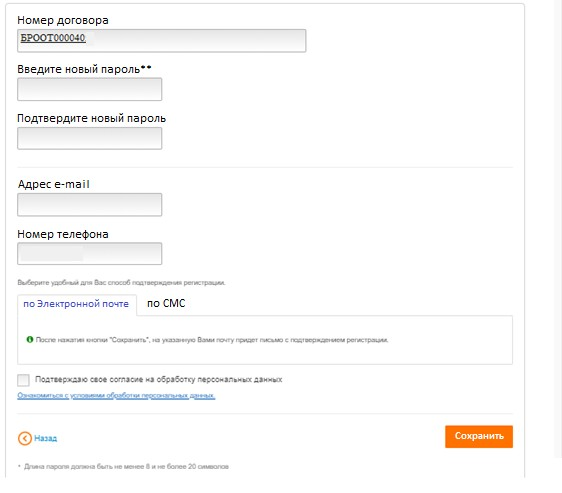 Номер договора
БРООТ000040
Введите новый пароль**
Подтвердите новый пароль
Адрес e-mail
Номер телефона
Выберите удобный для Вас способ подтверждения регистрации.
по Электронной почте по СМС
После нажатия кнопки "Сохранить", на указанную Вами почту придет письмо с подтверждением регистрации.
Подтверждаю свое согласие на обработку персональных данных
Ознакомиться с условиями обработки персональных данных.
Назад Сохранить
* Длина пароля должна быть не менее 8 и не более 20 символов